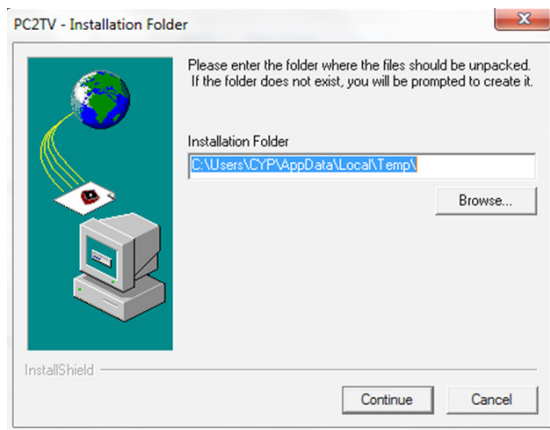 PC2TV - Installation Folder
Please enter the folder where the files should be unpacked.
If the folder does not exist, you will be prompted to create it.
Installation Folder
C:\Users\CYP\AppData\Local\Temp\
Browse...
InstallShield
Continue
Cancel